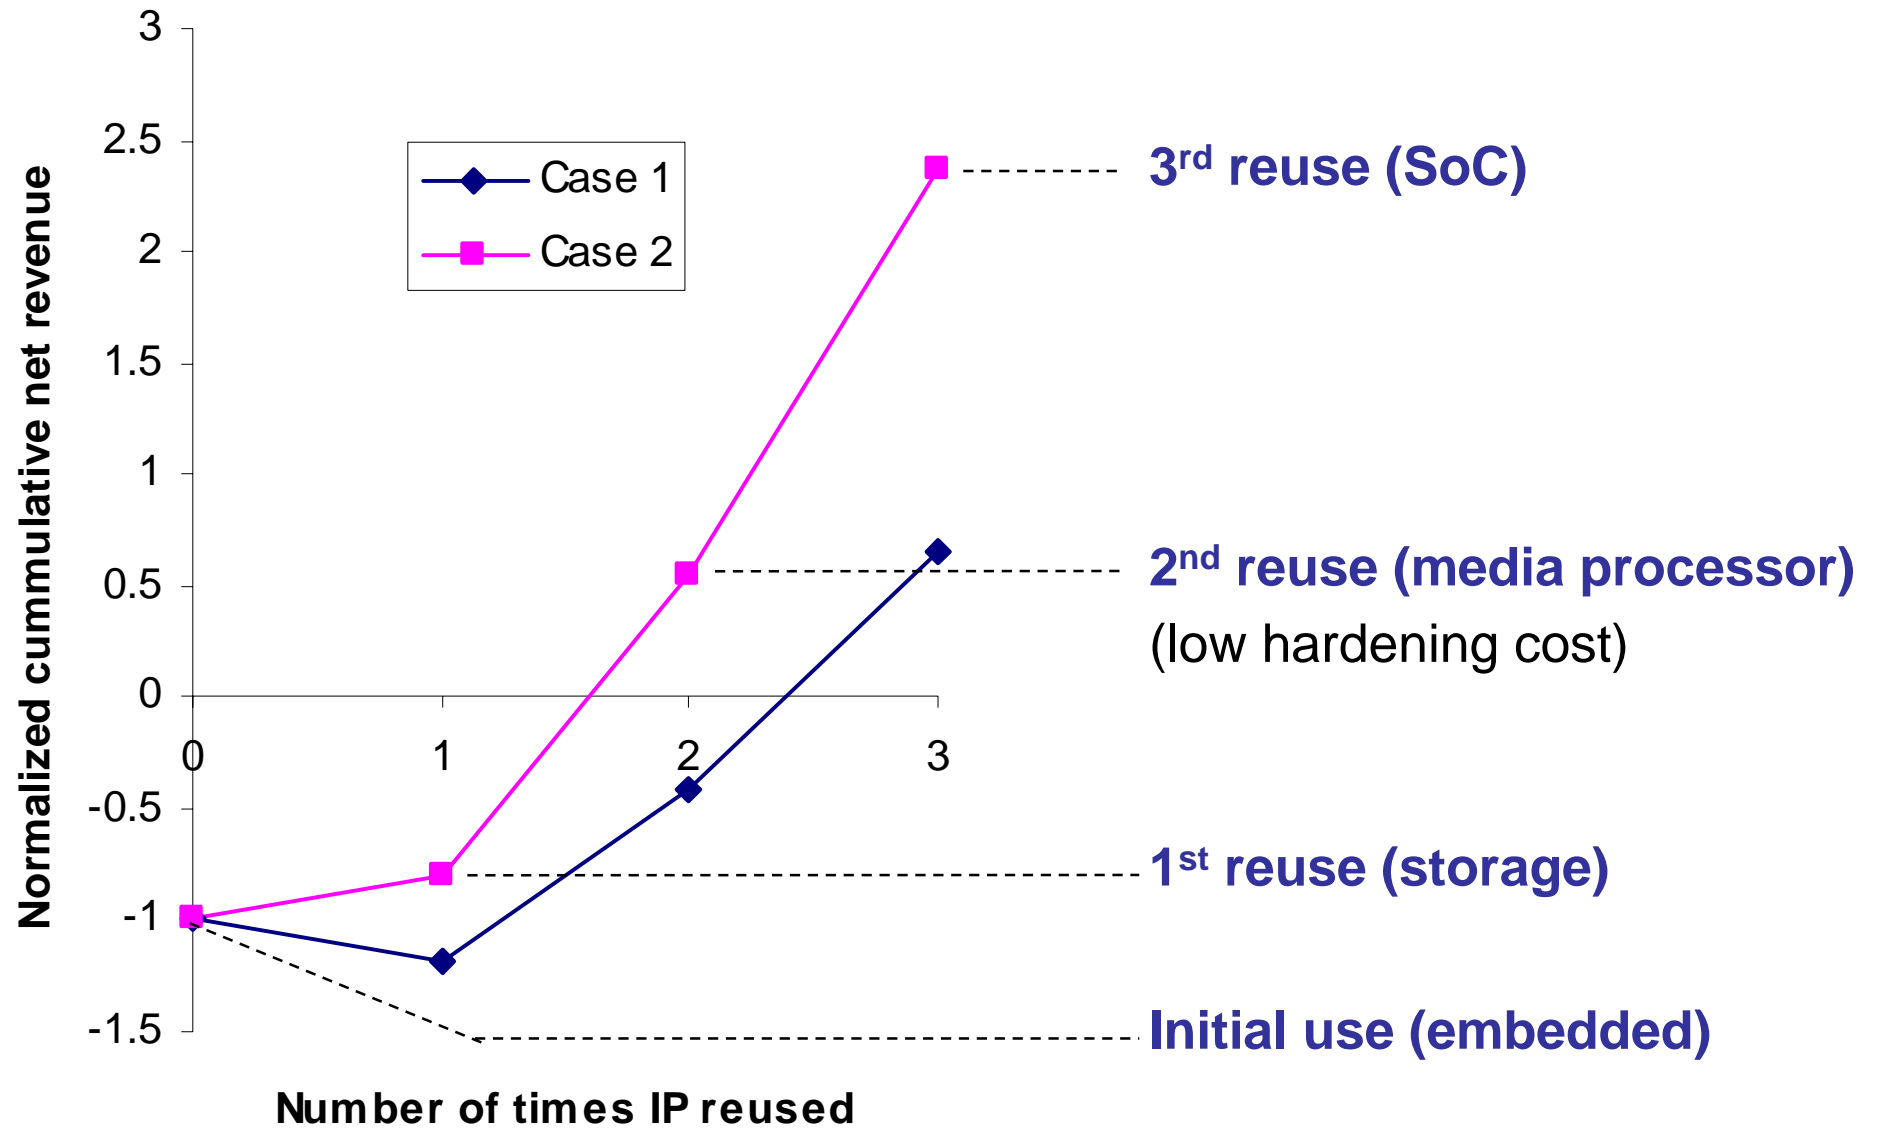 3
2.5
2
1.5
1
0.5
0
-0.5
-1
-1.5
0
1
2
3
Normalized cummulative net revenue
Number of times IP reused
Case 1
Case 2
3rd reuse (SoC)
2nd reuse (media processor)
(low hardening cost)
1st reuse (storage)
Initial use (embedded)